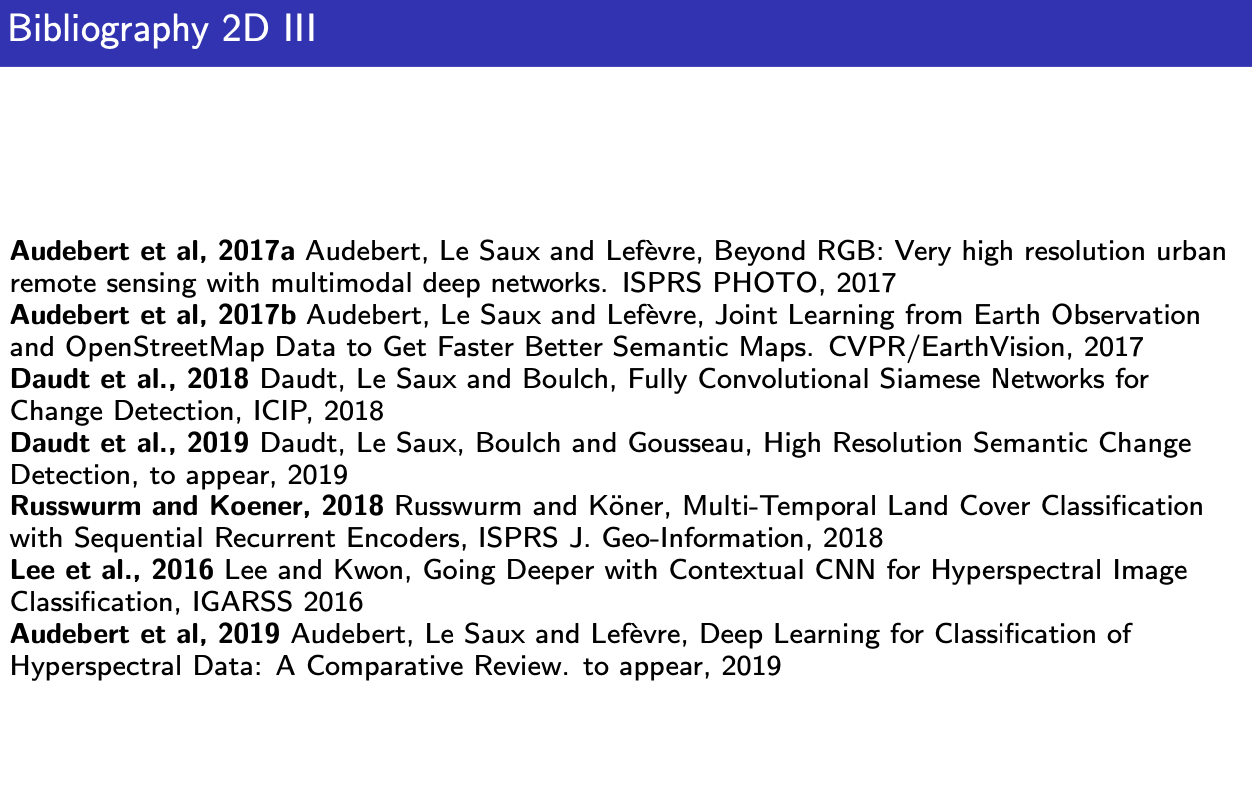 Bibliography 2D III
Audebert et al, 2017a Audebert, Le Saux and Lefèvre, Beyond RGB: Very high resolution urban
remote sensing with multimodal deep networks. ISPRS PHOTO, 2017
Audebert et al, 2017b Audebert, Le Saux and Lefèvre, Joint Learning from Earth Observation
and OpenStreetMap Data to Get Faster Better Semantic Maps. CVPR/EarthVision, 2017
Daudt et al., 2018 Daudt, Le Saux and Boulch, Fully Convolutional Siamese Networks for
Change Detection, ICIP, 2018
Daudt et al., 2019 Daudt, Le Saux, Boulch and Gousseau, High Resolution Semantic Change
Detection, to appear, 2019
Russwurm and Koener, 2018 Russwurm and Köner, Multi-Temporal Land Cover Classification
with Sequential Recurrent Encoders, ISPRS J. Geo-Information, 2018
Lee et al., 2016 Lee and Kwon, Going Deeper with Contextual CNN for Hyperspectral Image
Classification, IGARSS 2016
Audebert et al, 2019 Audebert, Le Saux and Lefèvre, Deep Learning for Classification of
Hyperspectral Data: A Comparative Review. to appear, 2019